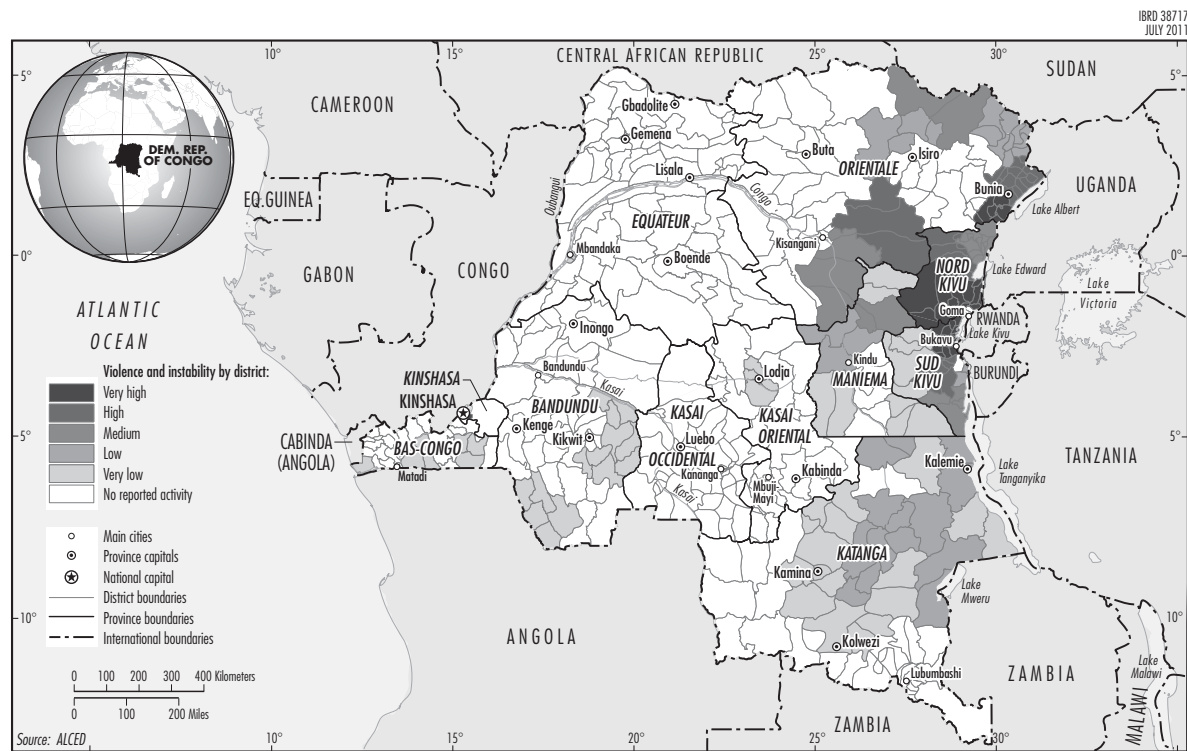 IBRD 38717
JULY 2011
10°
15°
CENTRAL AFRICAN REPUBLIC
25°
30°
SUDAN
5°
5°
CAMEROON
Gbadolite
Gemena
DEM. REP.
OF CONGO
Buta
ORIENTALE
Isiro
Lisala
Congo
Bunia
UGANDA
Lake Albert
EQ.GUINEA
Oubangui
EQUATEUR
Kisangani
Mbandaka
Boende
0°
0°
GABON
CONGO
NORD
KIVU
Lake Edward
Lake
Victoria
Goma
RWANDA
Lake Kivu
ATLANTIC
OCEAN
Inongo
Bukavu
Bandundu
Kindu
MANIEMA
SUD
KIVU
BURUNDI
Lodja
Kasai
KINSHASA
KINSHASA
BANDUNDU
KASAI
OCCIDENTAL
KASAI
ORIENTAL
Kenge
Kikwit
Luebo
5°
5°
BAS-CONGO
CABINDA
(ANGOLA)
Matadi
Kananga
Kasai
Mbuji-
Mayi
Kabinda
Kalemie
Lake
Tanganyika
TANZANIA
Violence and instability by district:
Very high
High
Medium
Low
Very low
No reported activity
Main cities
Province capitals
National capital
District boundaries
Province boundaries
International boundaries
KATANGA
Kamina
Lake
Mweru
10°
10°
ANGOLA
Kolwezi
Lubumbashi
ZAMBIA
Lake
Malawi
MALAWI
ZAMBIA
0 100 200 300 400 Kilometers
0 100 200 Miles
Source: ALCED
10°
15°
20°
25°
30°